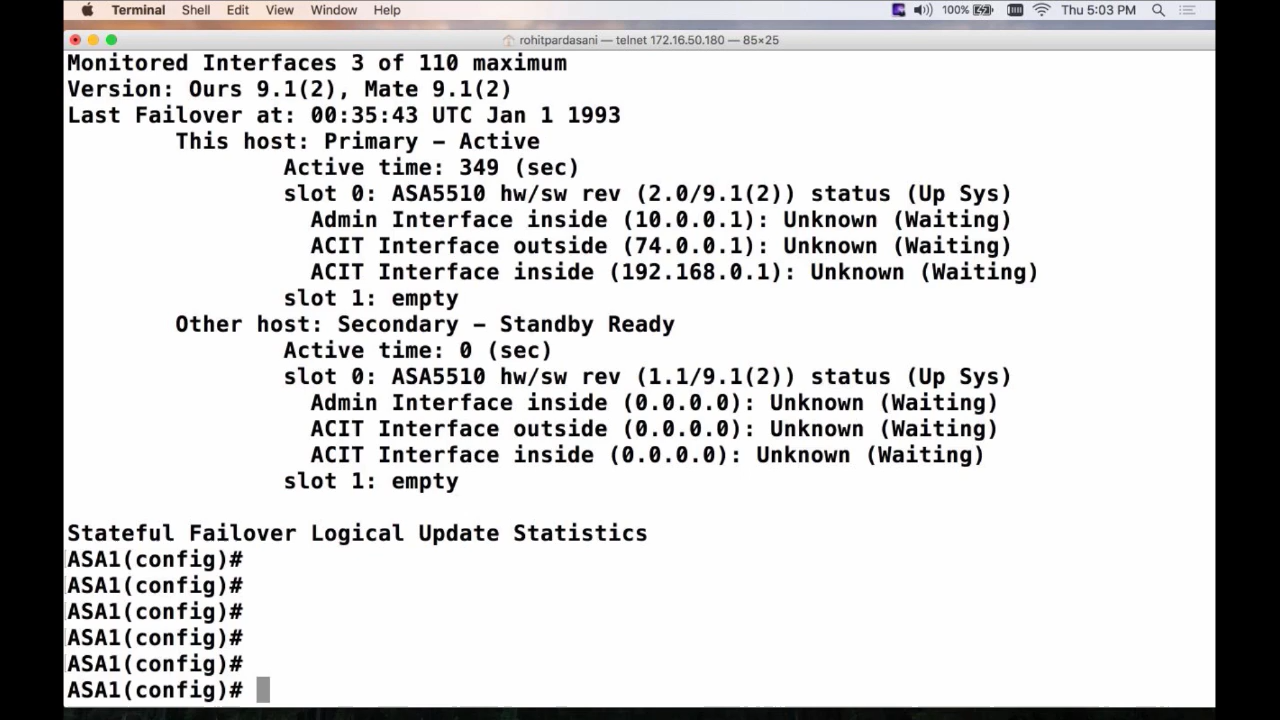 Terminal Shell Edit View Window Help 100% Thu 5:03 PM
rohitpardasani — telnet 172.16.50.180 — 85×25
Monitored Interfaces 3 of 110 maximum
Version: Ours 9.1(2), Mate 9.1(2)
Last Failover at: 00:35:43 UTC Jan 1 1993
This host: Primary - Active
Active time: 349 (sec)
slot 0: ASA5510 hw/sw rev (2.0/9.1(2)) status (Up Sys)
Admin Interface inside (10.0.0.1): Unknown (Waiting)
ACIT Interface outside (74.0.0.1): Unknown (Waiting)
ACIT Interface inside (192.168.0.1): Unknown (Waiting)
slot 1: empty
Other host: Secondary - Standby Ready
Active time: 0 (sec)
slot 0: ASA5510 hw/sw rev (1.1/9.1(2)) status (Up Sys)
Admin Interface inside (0.0.0.0): Unknown (Waiting)
ACIT Interface outside (0.0.0.0): Unknown (Waiting)
ACIT Interface inside (0.0.0.0): Unknown (Waiting)
slot 1: empty
Stateful Failover Logical Update Statistics
ASA1(config)#
ASA1(config)#
ASA1(config)#
ASA1(config)#
ASA1(config)#
ASA1(config)#